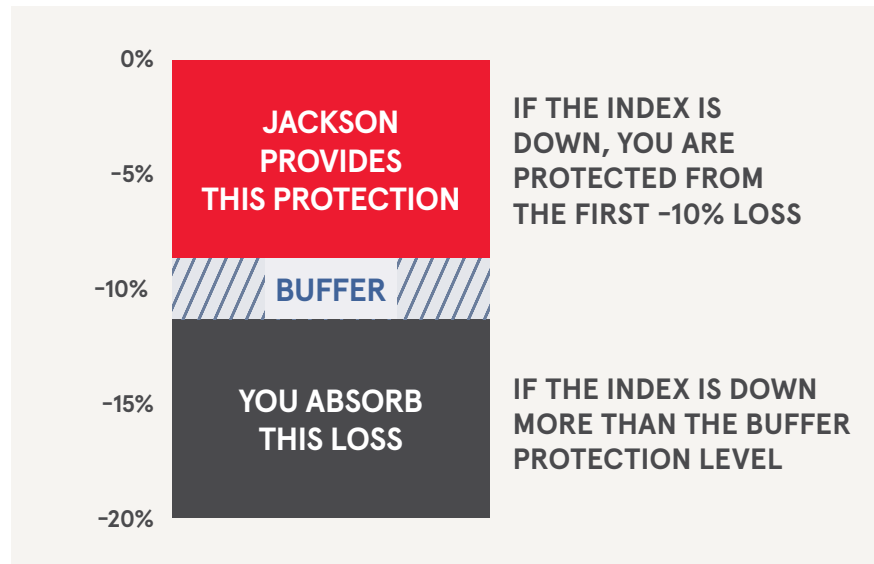 0%
-5%
-10%
-15%
-20%
JACKSON
PROVIDES
THIS PROTECTION
IF THE INDEX IS
DOWN, YOU ARE
PROTECTED FROM
THE FIRST -10% LOSS
BUFFER
YOU ABSORB
THIS LOSS
IF THE INDEX IS DOWN
MORE THAN THE BUFFER
PROTECTION LEVEL